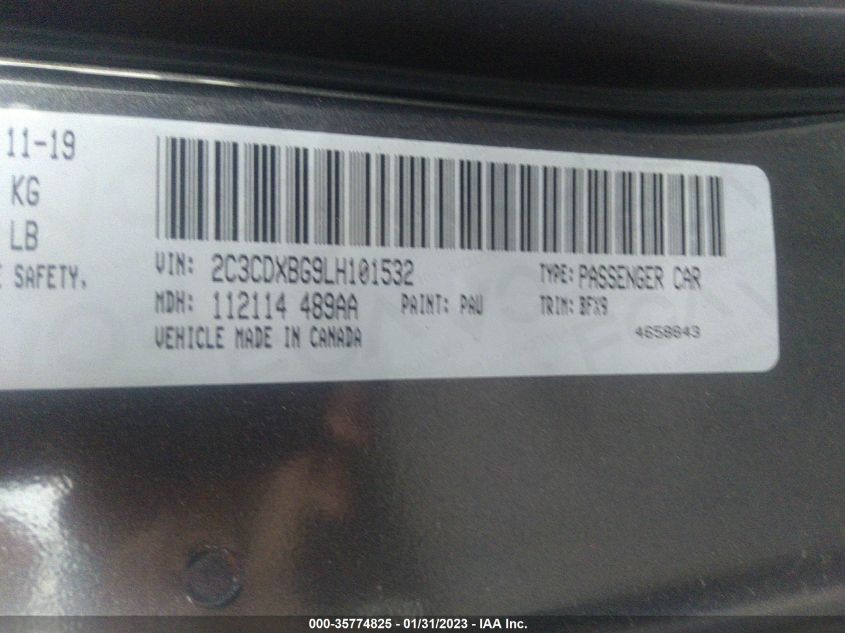 11-19
KG
LB
SAFETY,
VIN: 2C3CDXBG9LH101532
TYPE: PASSENGER CAR
MDH: 112114 489AA
PAINT: PAU
TRIM: BFX9
VEHICLE MADE IN CANADA
4658843
000-35774825 - 01/31/2023 - IAA Inc.